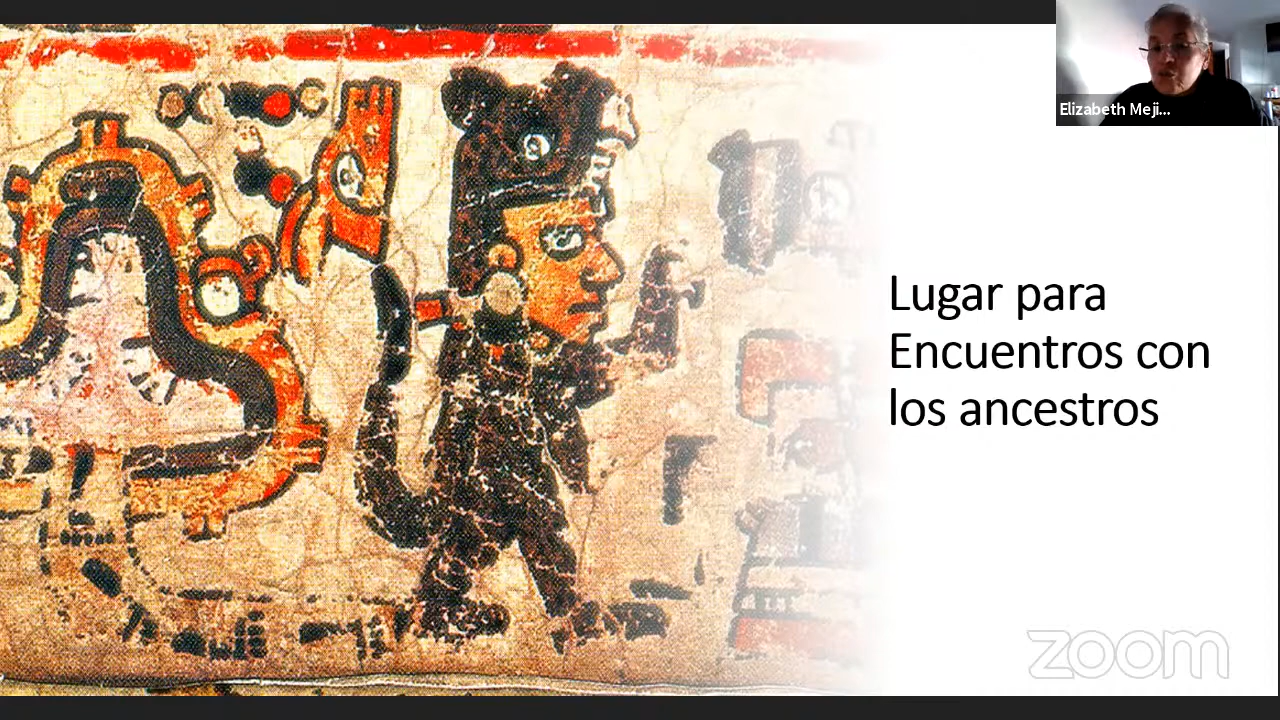 Elizabeth Meji...
Lugar para
Encuentros con
los ancestros
zoom